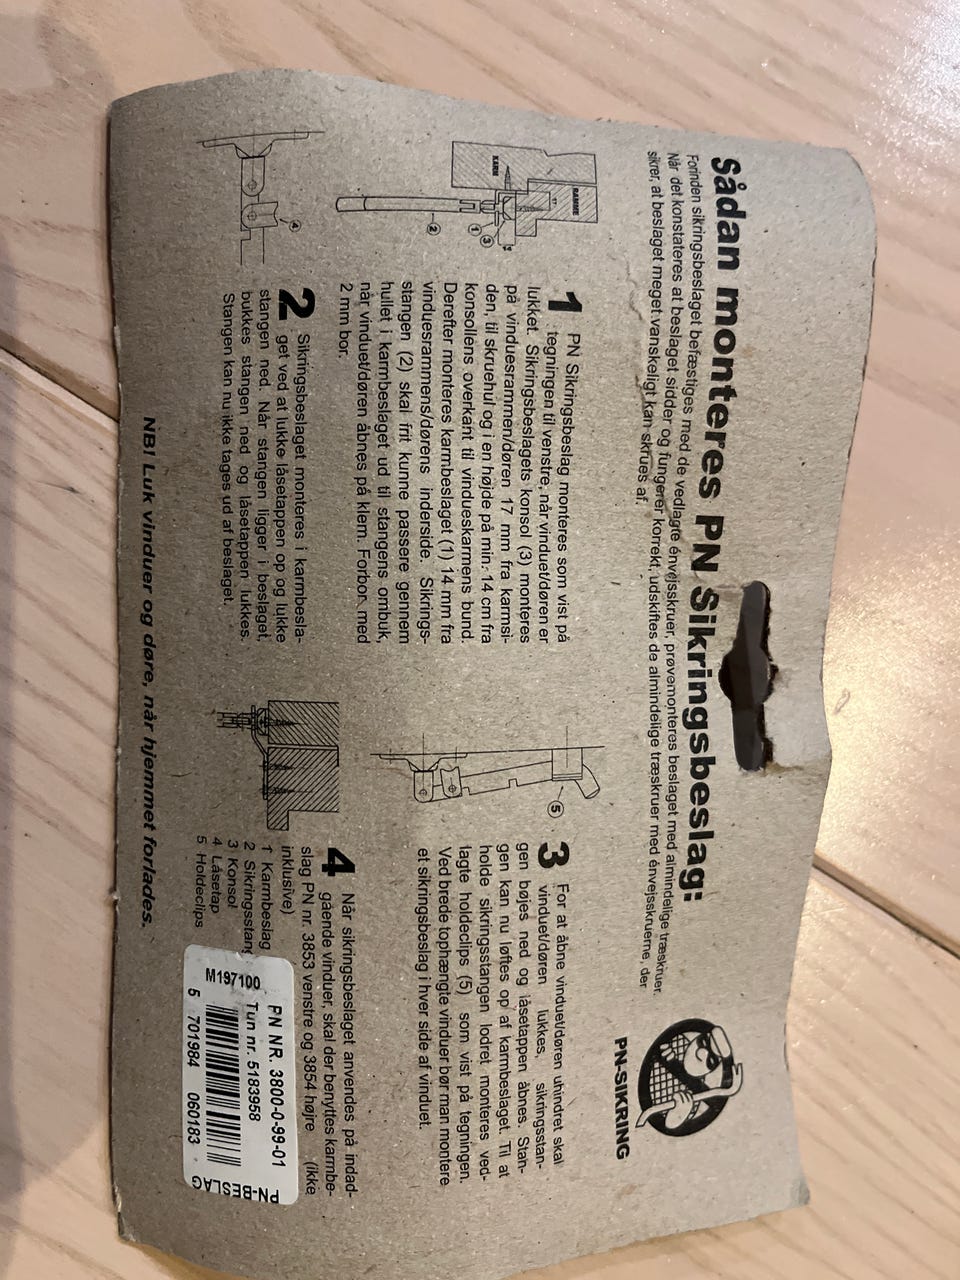 Sådan monteres PN Sikringsbeslag:
Forinden sikringsbeslaget befæstiges med de vedlagte énvejsskruer, prøvemonteres beslaget med almindelige træskruer.
Når det konstateres at beslaget sidder og fungerer korrekt, udskiftes de almindelige træskruer med énvejsskruerne, der
sikrer, at beslaget meget vanskeligt kan skrues af.
PN-SIKRING
KARM
RAMME
1
3
2
1 PN Sikringsbeslag monteres som vist på
tegningen til venstre, når vinduet/døren er
lukket. Sikringsbeslagets konsol (3) monteres
på vinduesrammen/døren 17 mm fra karmsi-
den, til skruehul og i en højde på min. 14 cm fra
konsollens overkant til vindueskarmens bund.
Derefter monteres karmbeslaget (1) 14 mm fra
vinduesrammens/dørens inderside. Sikrings-
stangen (2) skal frit kunne passere gennem
hullet i karmbeslaget ud til stangens ombuk,
når vinduet/døren åbnes på klem. Forbor med
2 mm bor.
4
2 Sikringsbeslaget monteres i karmbesla-
get ved at lukke låsetappen op og lukke
stangen ned. Når stangen ligger i beslaget,
bukkes stangen ned og låsetappen lukkes.
Stangen kan nu ikke tages ud af beslaget.
5
3 For at åbne vinduet/døren uhindret skal
vinduet/døren lukkes, sikringsstan-
gen bøjes ned og låsetappen åbnes. Stan-
gen kan nu løftes op af karmbeslaget. Til at
holde sikringsstangen lodret monteres ved-
lagte holdeclips (5) som vist på tegningen.
Ved brede tophængte vinduer bør man montere
et sikringsbeslag i hver side af vinduet.
4 Når sikringsbeslaget anvendes på indad-
gående vinduer, skal der benyttes karmbe-
slag PN nr. 3853 venstre og 3854 højre (ikke
inklusive)
1 Karmbeslag
2 Sikringsstang
3 Konsol
4 Låsetap
5 Holdeclips
PN NR. 3800-0-99-01
Tun nr. 5183958
M197100
5 701984 060183
PN-BESLAG
NB! Luk vinduer og døre, når hjemmet forlades.